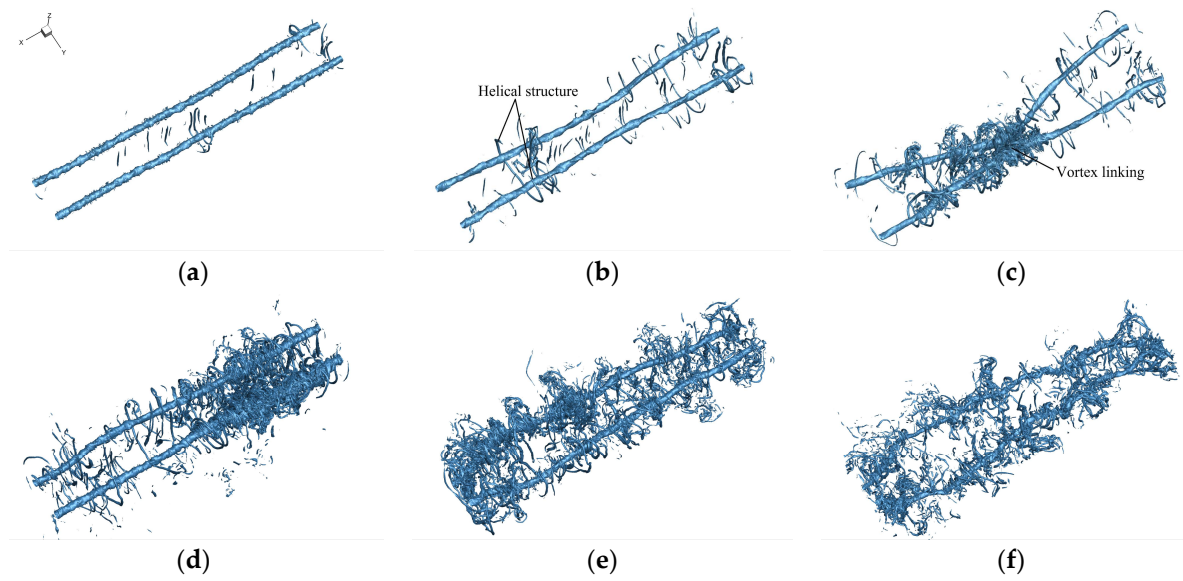 Z
X
Y
Helical structure
Vortex linking
(a)
(b)
(c)
(d)
(e)
(f)